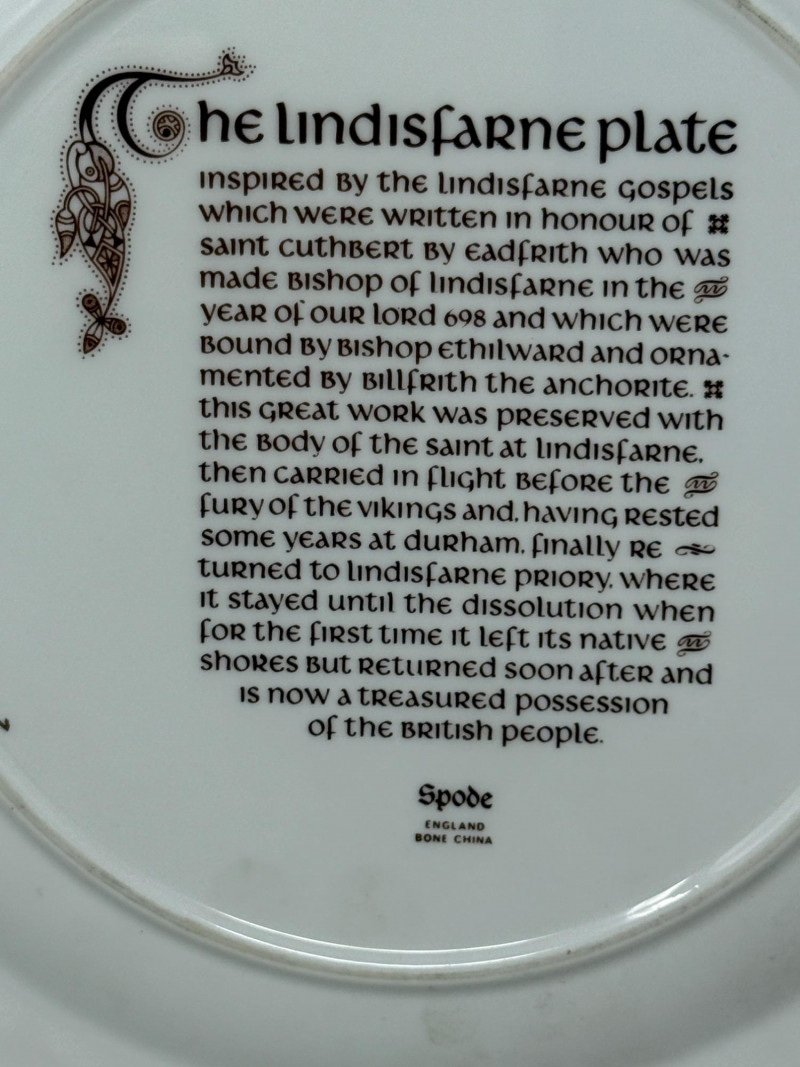 The Lindisfarne Plate
inspired by the Lindisfarne Gospels
which were written in honour of
Saint Cuthbert by Eadfrith who was
made Bishop of Lindisfarne in the
year of our Lord 698 and which were
bound by Bishop Ethilward and orna-
mented by Billfrith the anchorite.
this great work was preserved with
the body of the saint at Lindisfarne.
then carried in flight before the
fury of the vikings and, having rested
some years at Durham, finally re
turned to Lindisfarne Priory, where
it stayed until the dissolution when
for the first time it left its native
shores but returned soon after and
is now a treasured possession
of the British people.
Spode
ENGLAND
BONE CHINA